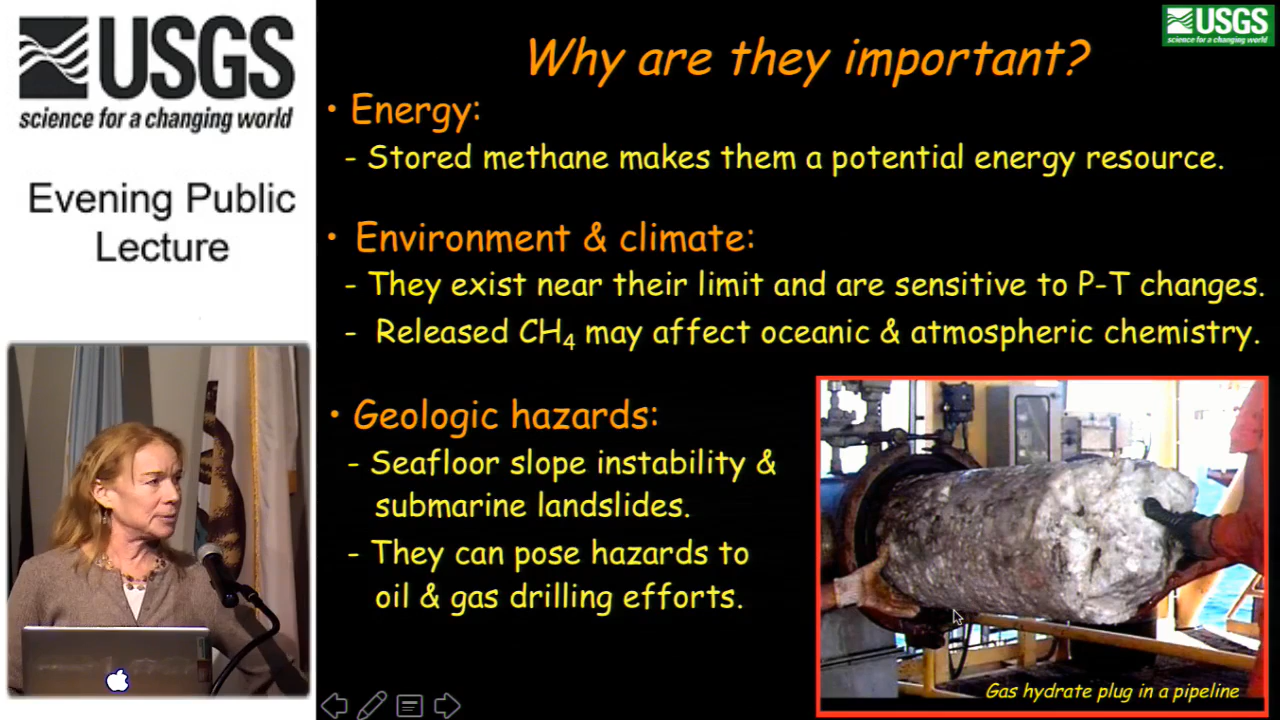 USGS
science for a changing world
Evening Public
Lecture
USGS
science for a changing world
Why are they important?
• Energy:
- Stored methane makes them a potential energy resource.
• Environment & climate:
- They exist near their limit and are sensitive to P-T changes.
- Released CH₄ may affect oceanic & atmospheric chemistry.
• Geologic hazards:
- Seafloor slope instability &
submarine landslides.
- They can pose hazards to
oil & gas drilling efforts.
Gas hydrate plug in a pipeline